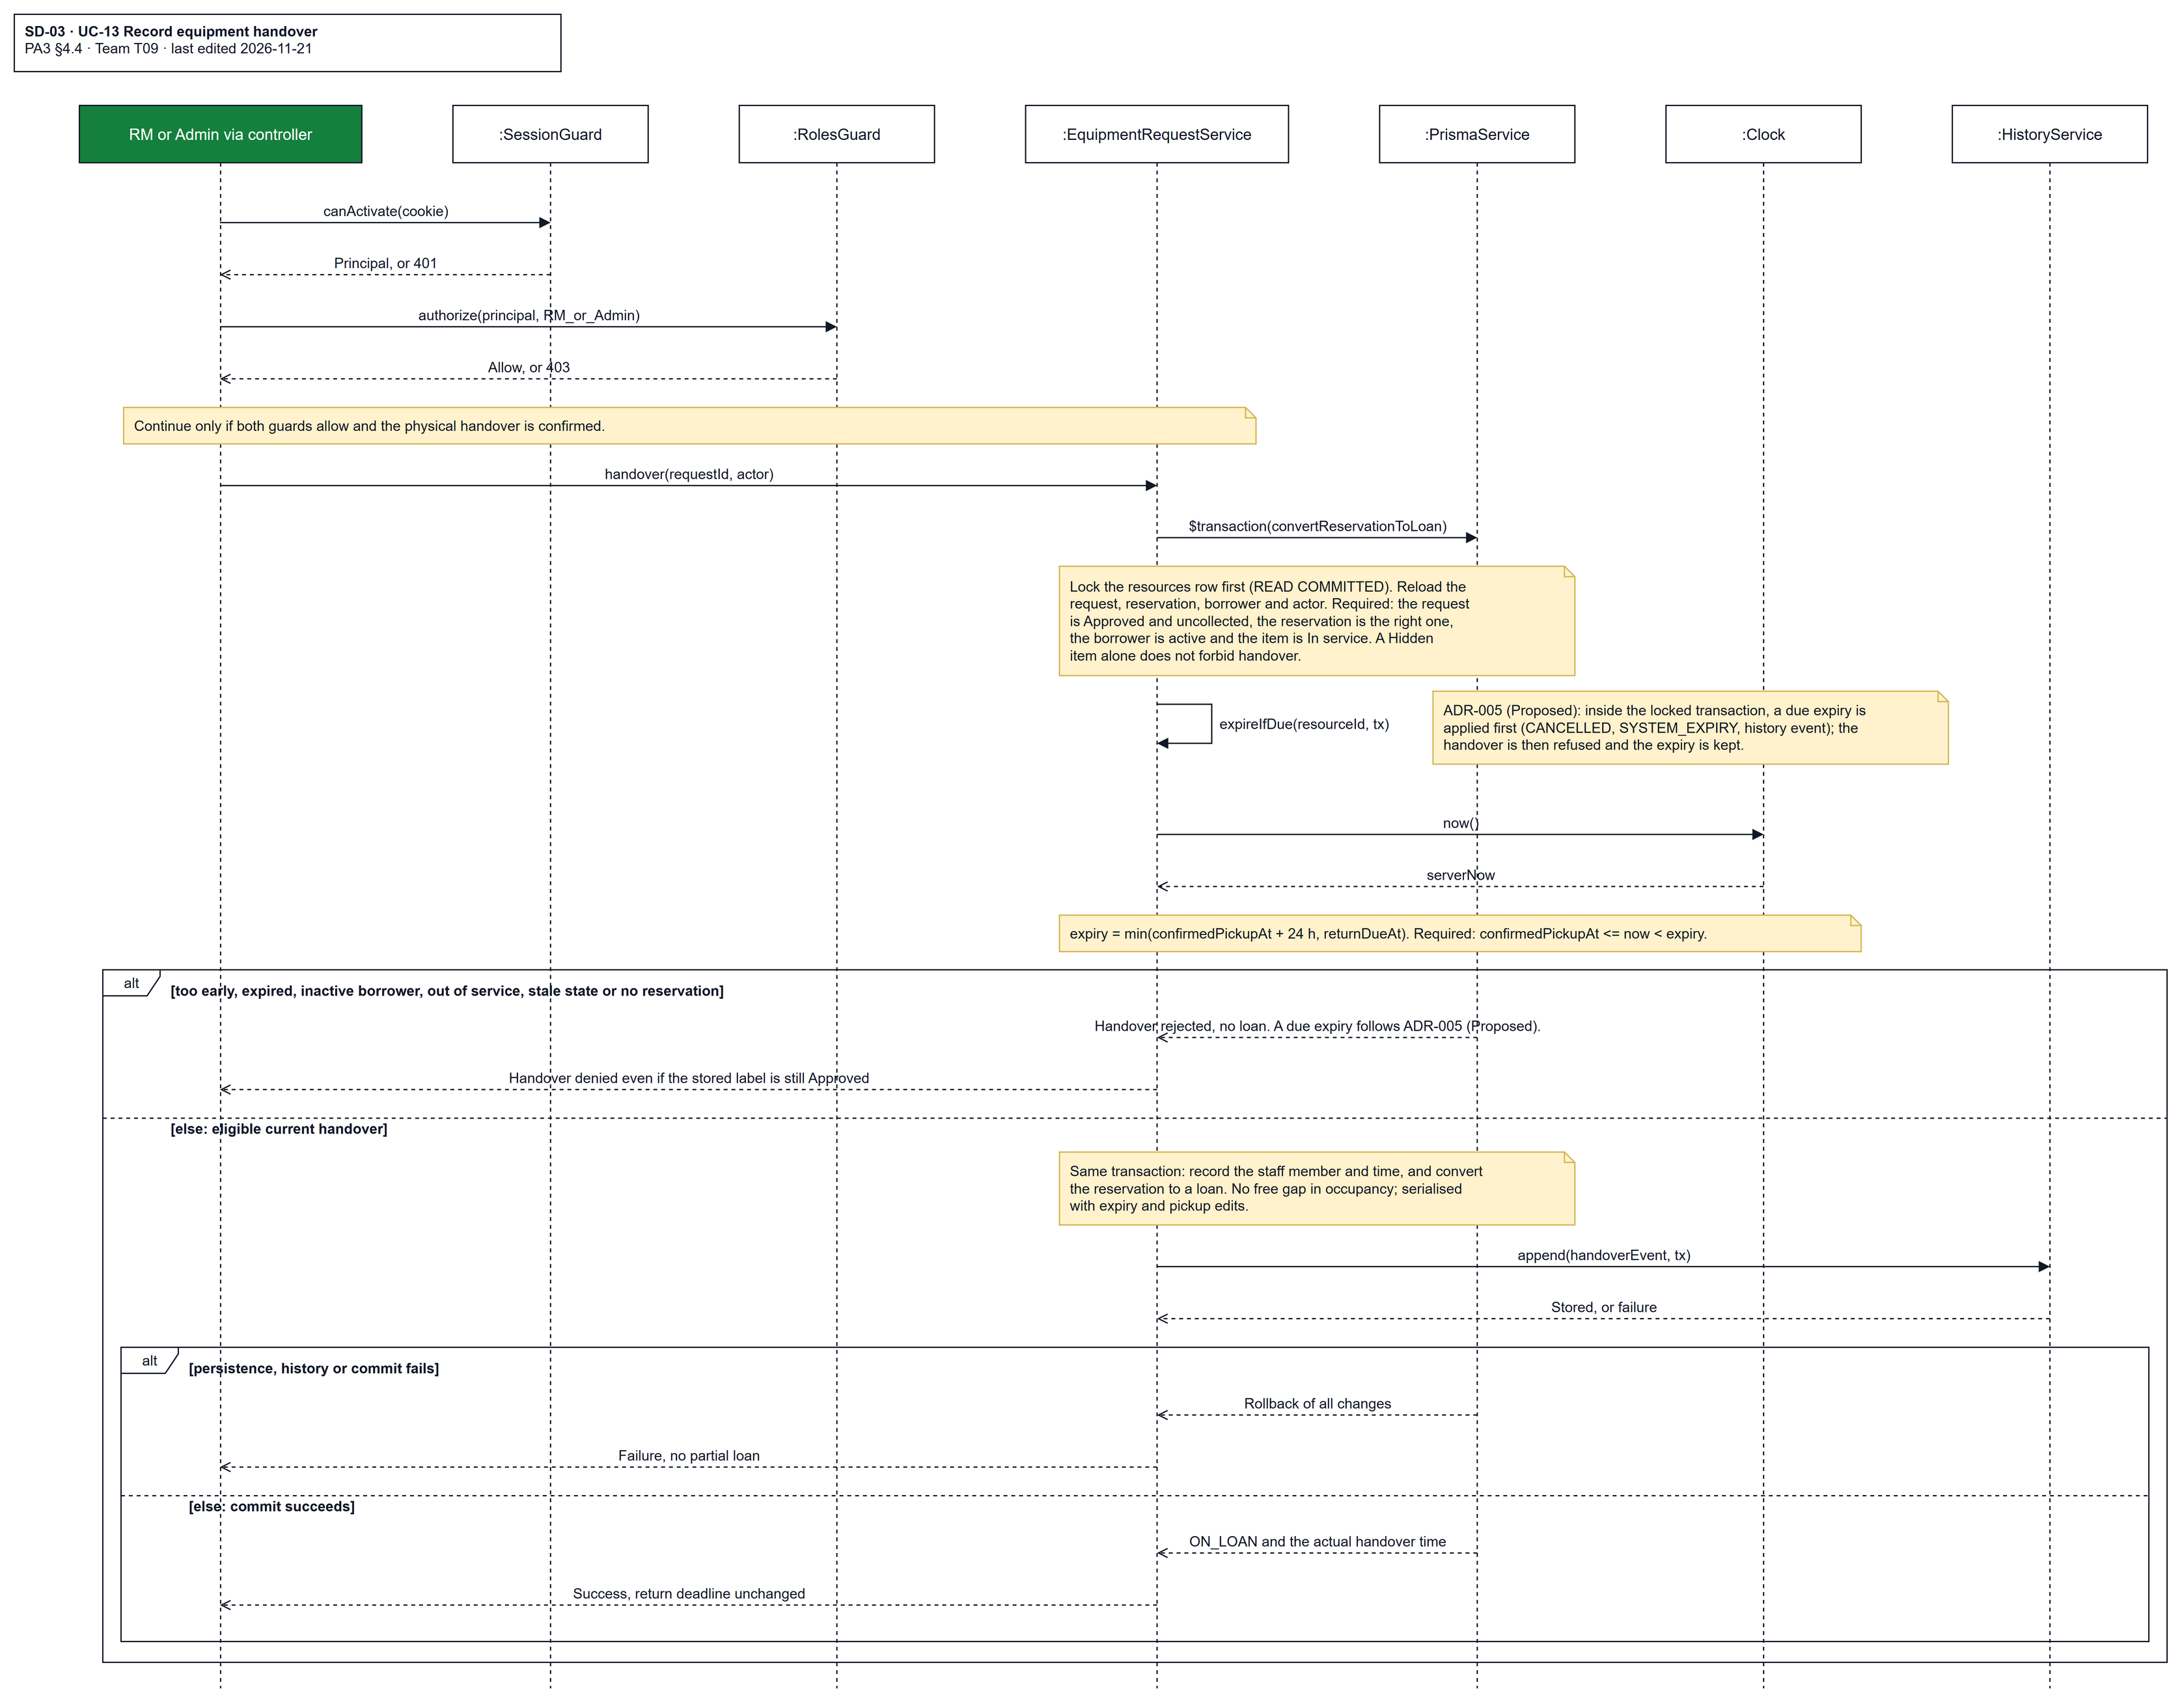 SD-03 · UC-13 Record equipment handover
PA3 §4.4 · Team T09 · last edited 2026-11-21
RM or Admin via controller
:SessionGuard
:RolesGuard
:EquipmentRequestService
:PrismaService
:Clock
:HistoryService
canActivate(cookie)
Principal, or 401
authorize(principal, RM_or_Admin)
Allow, or 403
Continue only if both guards allow and the physical handover is confirmed.
handover(requestId, actor)
$transaction(convertReservationToLoan)
Lock the resources row first (READ COMMITTED). Reload the
request, reservation, borrower and actor. Required: the request
is Approved and uncollected, the reservation is the right one,
the borrower is active and the item is In service. A Hidden
item alone does not forbid handover.
expireIfDue(resourceId, tx)
ADR-005 (Proposed): inside the locked transaction, a due expiry is
applied first (CANCELLED, SYSTEM_EXPIRY, history event); the
handover is then refused and the expiry is kept.
now()
serverNow
expiry = min(confirmedPickupAt + 24 h, returnDueAt). Required: confirmedPickupAt <= now < expiry.
alt
[too early, expired, inactive borrower, out of service, stale state or no reservation]
Handover rejected, no loan. A due expiry follows ADR-005 (Proposed).
Handover denied even if the stored label is still Approved
[else: eligible current handover]
Same transaction: record the staff member and time, and convert
the reservation to a loan. No free gap in occupancy; serialised
with expiry and pickup edits.
append(handoverEvent, tx)
Stored, or failure
alt
[persistence, history or commit fails]
Rollback of all changes
Failure, no partial loan
[else: commit succeeds]
ON_LOAN and the actual handover time
Success, return deadline unchanged